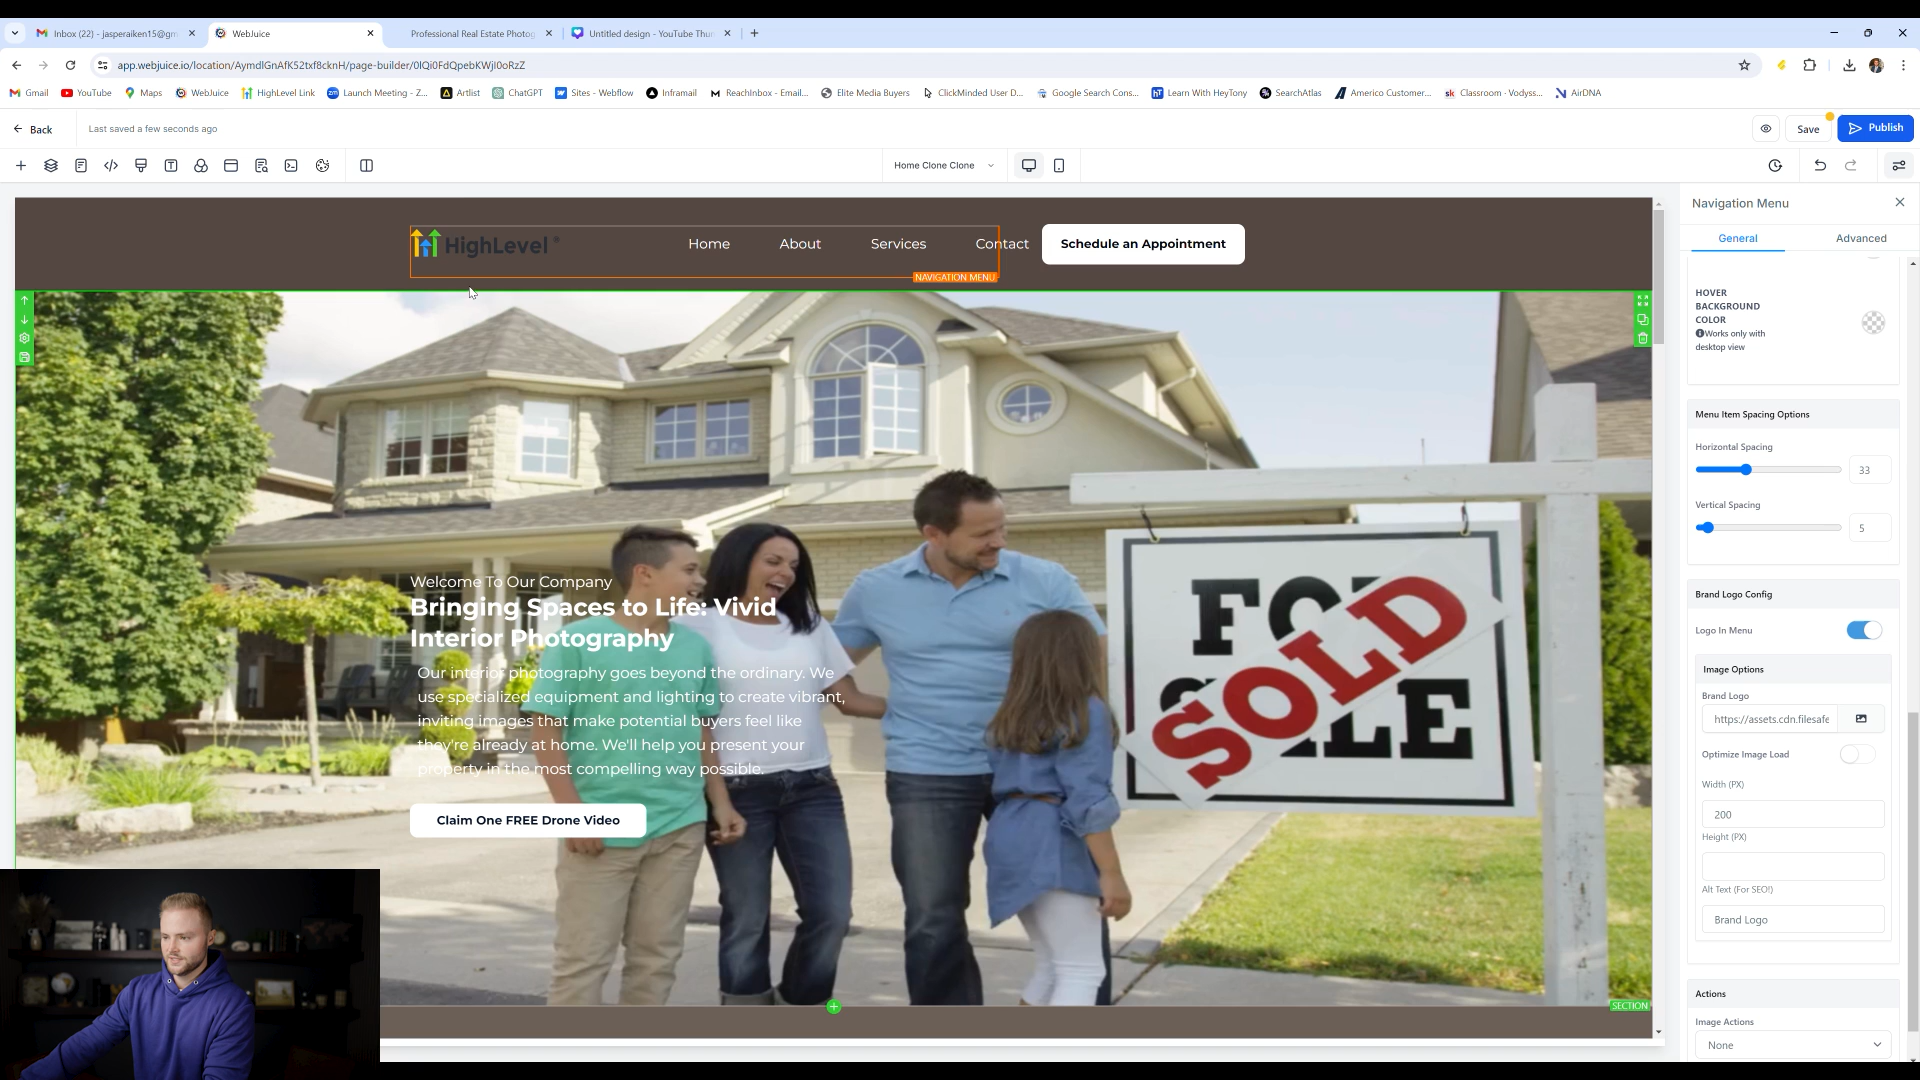 Inbox (22) - jasperaiken15@gm
WebJuice
Professional Real Estate Photog
Untitled design - YouTube Thu
app.webjuice.io/location/AymdlGnAfK52txf8cknH/page-builder/0lQi0FdQpebKWjI0oRzZ
Gmail
YouTube
Maps
WebJuice
HighLevel Link
Launch Meeting - Z...
Artlist
ChatGPT
Sites - Webflow
Inframail
ReachInbox - Email...
Elite Media Buyers
ClickMinded User D...
Google Search Cons...
Learn With HeyTony
SearchAtlas
Americo Customer...
Classroom - Vodyss...
AirDNA
Back
Last saved a few seconds ago
Save
Publish
Home Clone Clone
HighLevel
Home
About
Services
Contact
Schedule an Appointment
NAVIGATION MENU
Welcome To Our Company
Bringing Spaces to Life: Vivid
Interior Photography
Our interior photography goes beyond the ordinary. We
use specialized equipment and lighting to create vibrant,
inviting images that make potential buyers feel like
they're already at home. We'll help you present your
property in the most compelling way possible.
Claim One FREE Drone Video
FOR
SALE
SOLD
SECTION
Navigation Menu
General
Advanced
HOVER
BACKGROUND
COLOR
Works only with
desktop view
Menu Item Spacing Options
Horizontal Spacing
33
Vertical Spacing
5
Brand Logo Config
Logo In Menu
Image Options
Brand Logo
https://assets.cdn.filesafe
Optimize Image Load
Width (PX)
200
Height (PX)
Alt Text (For SEO!)
Brand Logo
Actions
Image Actions
None